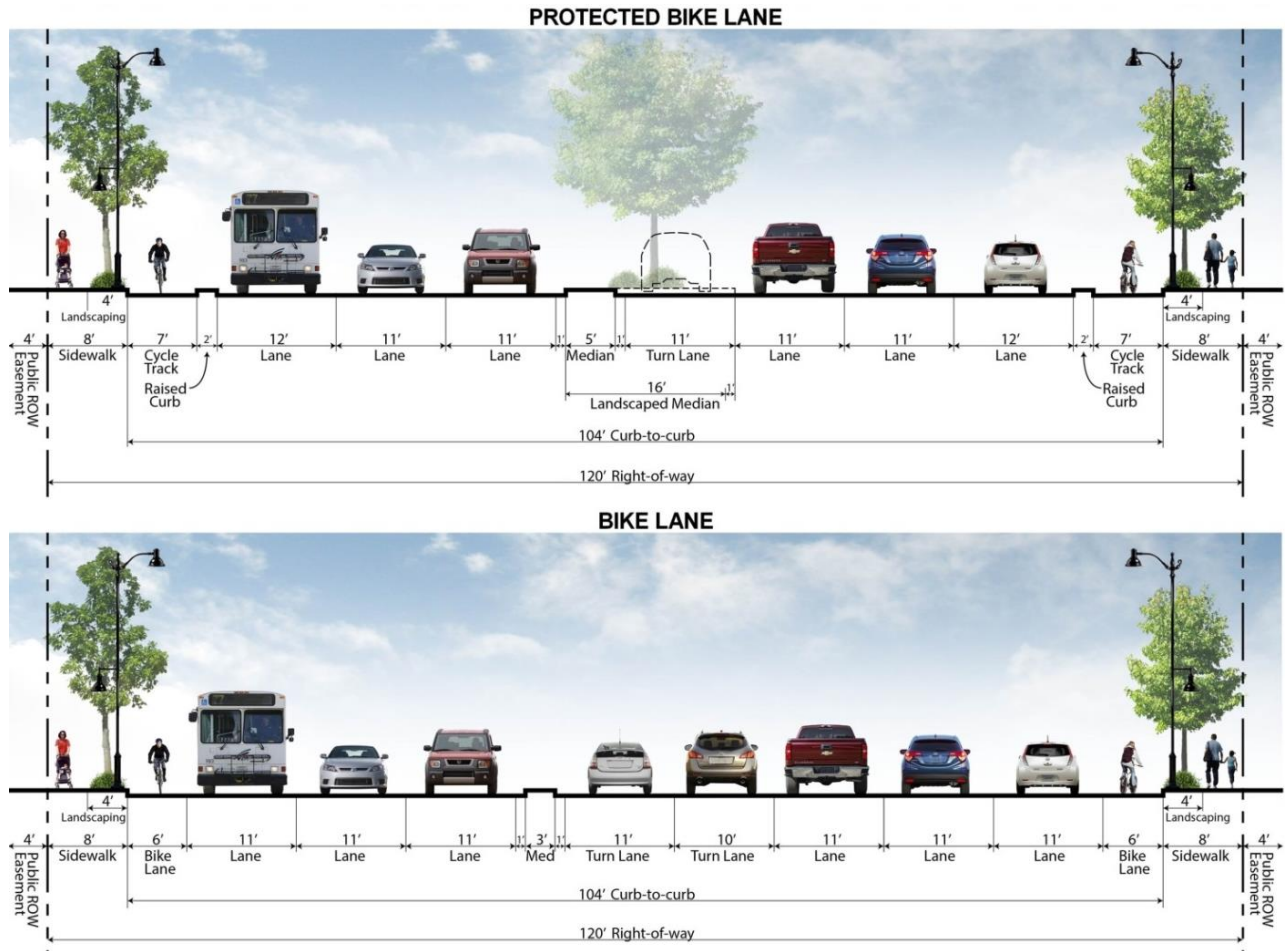 PROTECTED BIKE LANE
4'
Landscaping
4'
Landscaping
4' 8' 7' 2' 12' 11' 11' 1' 5' 1' 11' 11' 11' 12' 2' 7' 8' 4'
Public ROW Easement
Sidewalk
Cycle Track
Raised Curb
Lane
Lane
Lane
Median
Turn Lane
Lane
Lane
Lane
Raised Curb
Cycle Track
Sidewalk
Public ROW Easement
16' 1'
Landscaped Median
104' Curb-to-curb
120' Right-of-way
BIKE LANE
4'
Landscaping
4'
Landscaping
4' 8' 6' 11' 11' 11' 1' 3' 1' 11' 10' 11' 11' 11' 6' 8' 4'
Public ROW Easement
Sidewalk
Bike Lane
Lane
Lane
Lane
Med
Turn Lane
Turn Lane
Lane
Lane
Lane
Bike Lane
Sidewalk
Public ROW Easement
104' Curb-to-curb
120' Right-of-way